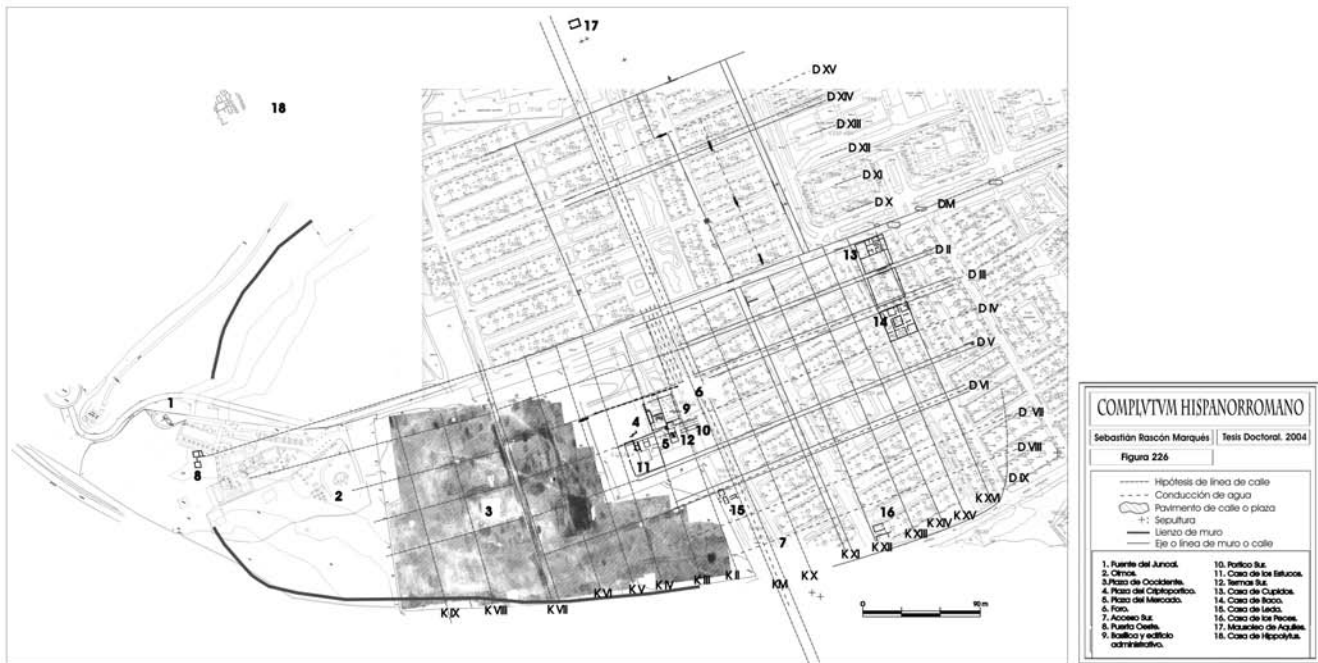 17
18
D XV
D XIV
D XIII
D XII
D XI
D X
DM
13
D II
D III
D IV
14
D V
D VI
6
9
4
10
5
12
11
1
8
2
3
15
16
7
D VII
D VIII
D IX
K XVI
K XV
K XIV
K XIII
K XII
K XI
K X
KM
K II
K III
K IV
K V
K VI
K VII
K VIII
K IX
0 90 m
COMPLVTVM HISPANORROMANO
Sebastián Rascón Marqués Tesis Doctoral. 2004
Figura 226
Hipótesis de línea de calle
Conducción de agua
Pavimento de calle o plaza
Sepultura
Lienzo de muro
Eje o línea de muro o calle
1. Fuente del Juncal.
2. Olmos.
3. Plaza de Occidente.
4. Plaza del Criptoportico.
5. Plaza del Mercado.
6. Foro.
7. Acceso Sur.
8. Puerta Oeste.
9. Basílica y edificio
administrativo.
10. Portico Sur.
11. Casa de los Estucos.
12. Termas Sur.
13. Casa de Cupidos.
14. Casa de Baco.
15. Casa de Leda.
16. Casa de los Peces.
17. Mausoleo de Aquiles.
18. Casa de Hippolytus.